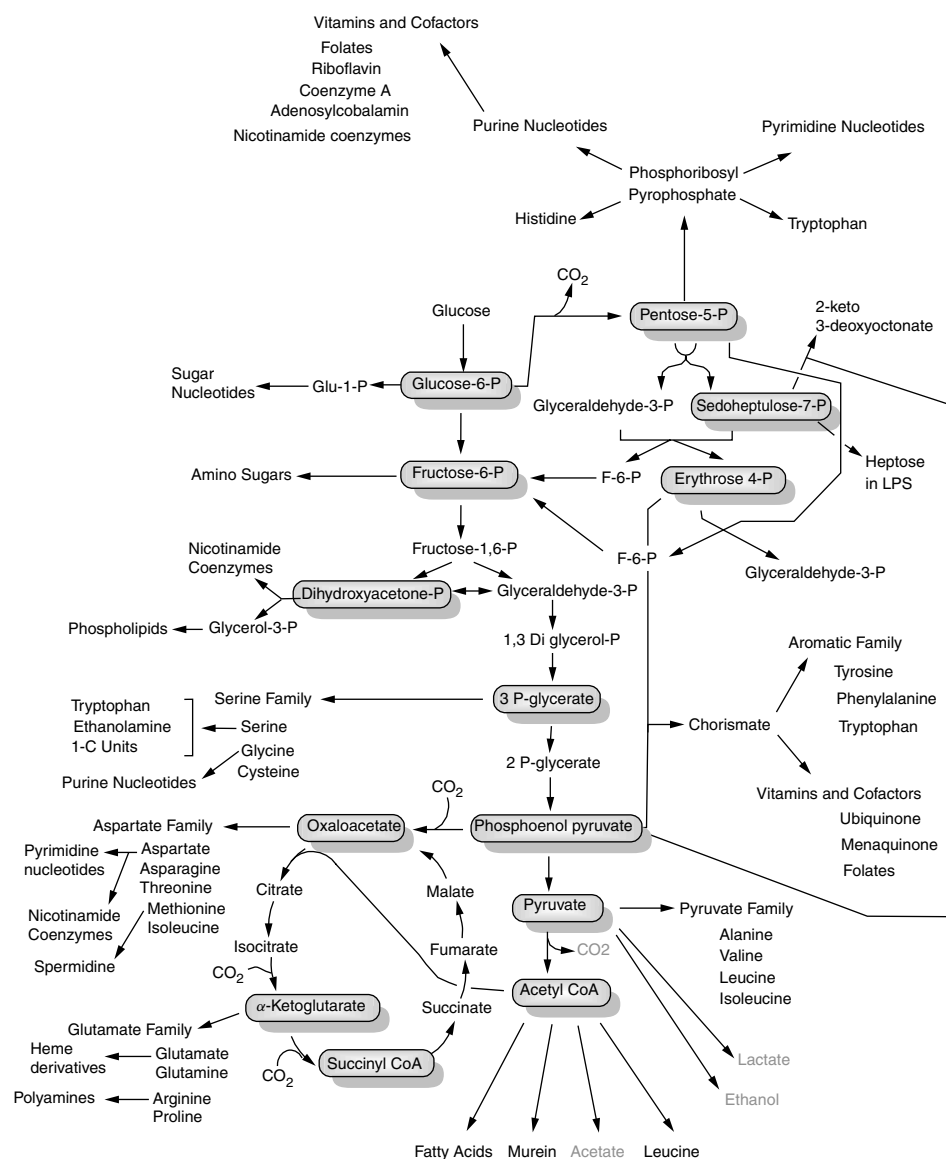 Vitamins and Cofactors
Folates
Riboflavin
Coenzyme A
Adenosylcobalamin
Nicotinamide coenzymes
Purine Nucleotides
Pyrimidine Nucleotides
Phosphoribosyl
Pyrophosphate
Histidine
Tryptophan
CO2
Glucose
Pentose-5-P
2-keto
3-deoxyoctonate
Sugar
Nucleotides
Glu-1-P
Glucose-6-P
Glyceraldehyde-3-P
Sedoheptulose-7-P
Amino Sugars
Fructose-6-P
F-6-P
Erythrose 4-P
Heptose
in LPS
Fructose-1,6-P
F-6-P
Glyceraldehyde-3-P
Nicotinamide
Coenzymes
Dihydroxyacetone-P
Glyceraldehyde-3-P
Phospholipids
Glycerol-3-P
1,3 Di glycerol-P
Aromatic Family
Tyrosine
Phenylalanine
Tryptophan
Serine Family
3 P-glycerate
Chorismate
Tryptophan
Ethanolamine
1-C Units
Serine
Glycine
Cysteine
Purine Nucleotides
2 P-glycerate
Vitamins and Cofactors
Ubiquinone
Menaquinone
Folates
CO2
Aspartate Family
Oxaloacetate
Phosphoenol pyruvate
Pyrimidine
nucleotides
Aspartate
Asparagine
Threonine
Methionine
Isoleucine
Nicotinamide
Coenzymes
Spermidine
Citrate
Malate
Pyruvate
Pyruvate Family
Alanine
Valine
Leucine
Isoleucine
Isocitrate
Fumarate
CO2
CO2
Acetyl CoA
α-Ketoglutarate
Succinate
Glutamate Family
Heme
derivatives
Glutamate
Glutamine
CO2
Succinyl CoA
Lactate
Ethanol
Polyamines
Arginine
Proline
Fatty Acids
Murein
Acetate
Leucine